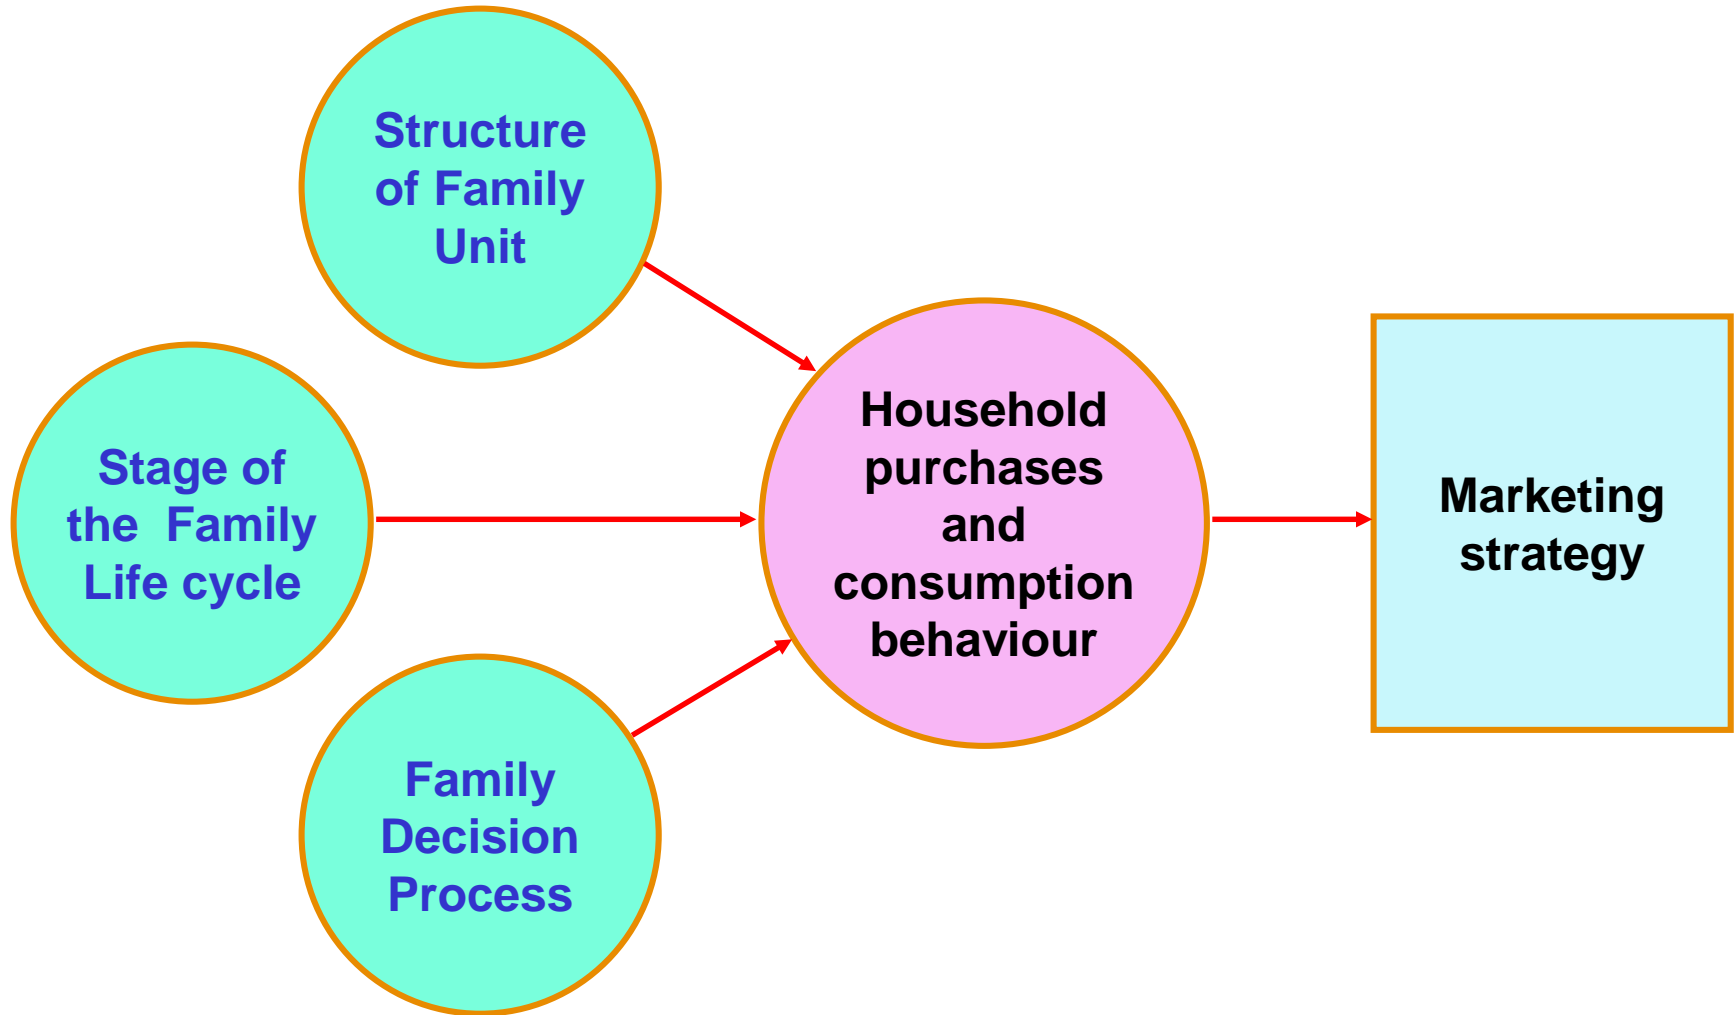 Structure
of Family
Unit
Stage of
the Family
Life cycle
Family
Decision
Process
Household
purchases
and
consumption
behaviour
Marketing
strategy